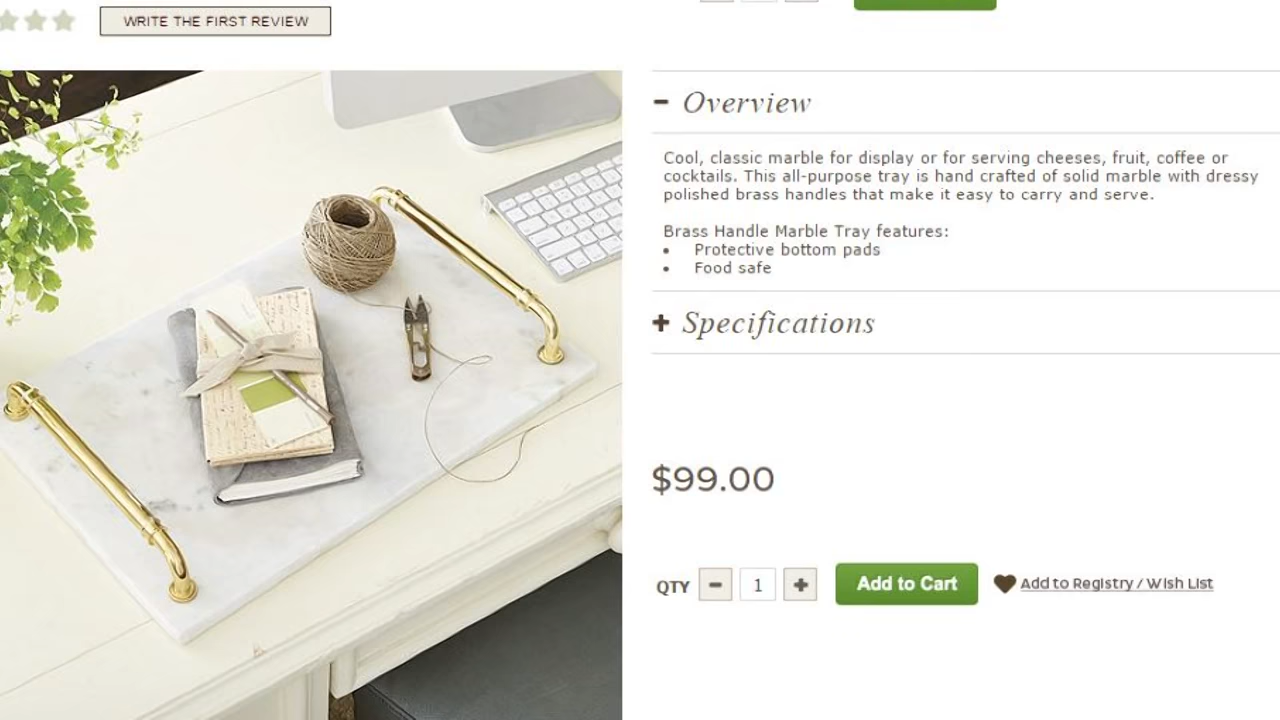 WRITE THE FIRST REVIEW
Overview
Cool, classic marble for display or for serving cheeses, fruit, coffee or
cocktails. This all-purpose tray is hand crafted of solid marble with dressy
polished brass handles that make it easy to carry and serve.
Brass Handle Marble Tray features:
• Protective bottom pads
• Food safe
Specifications
$99.00
QTY - 1 + Add to Cart Add to Registry / Wish List